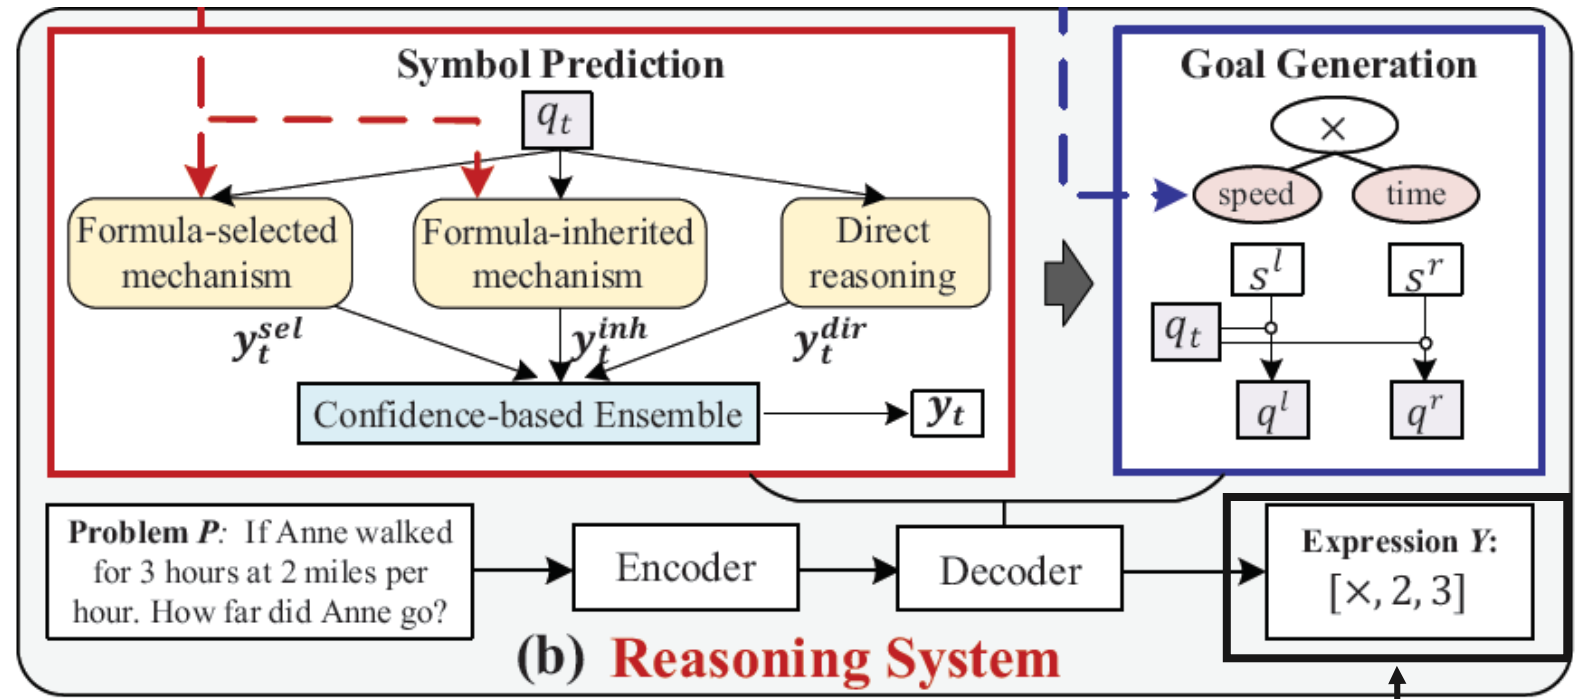 Symbol Prediction
q_t
Formula-selected
mechanism
Formula-inherited
mechanism
Direct
reasoning
y_t^{sel}
y_t^{inh}
y_t^{dir}
Confidence-based Ensemble
y_t
Goal Generation
×
speed
time
s^l
s^r
q_t
q^l
q^r
Problem P: If Anne walked
for 3 hours at 2 miles per
hour. How far did Anne go?
Encoder
Decoder
Expression Y:
[×, 2, 3]
(b) Reasoning System